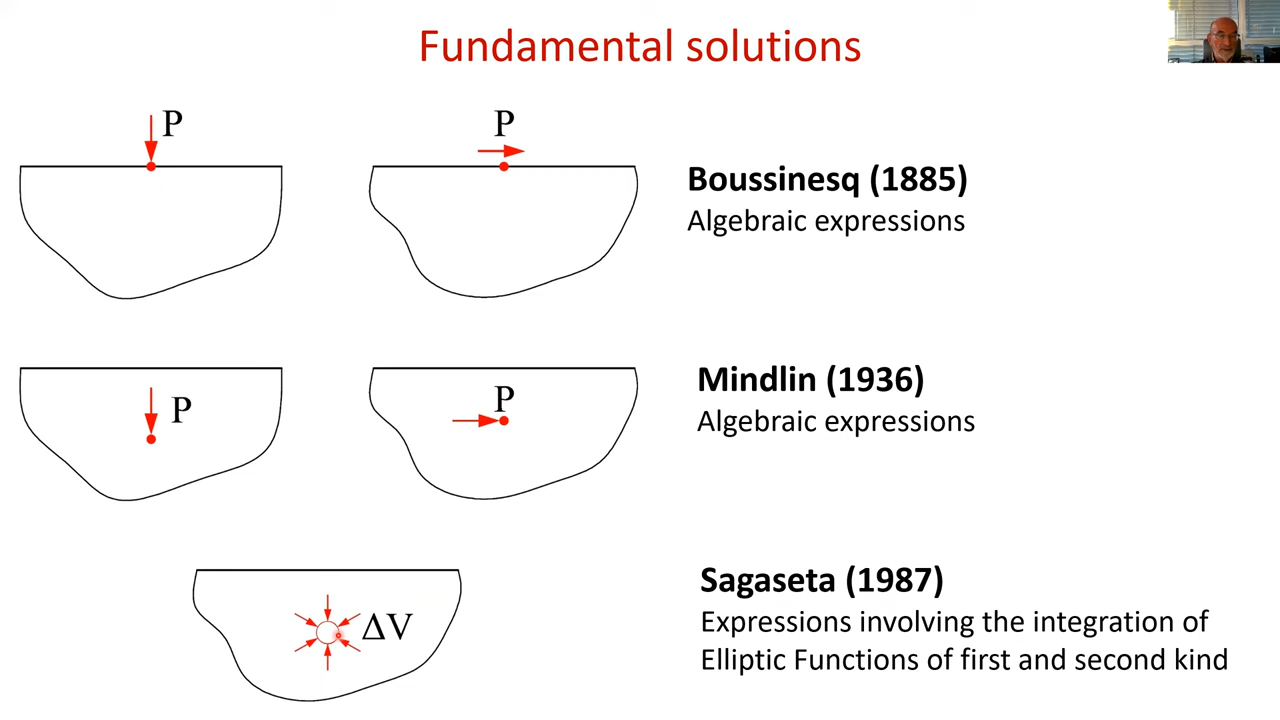 Fundamental solutions
P
P
Boussinesq (1885)
Algebraic expressions
P
P
Mindlin (1936)
Algebraic expressions
ΔV
Sagaseta (1987)
Expressions involving the integration of
Elliptic Functions of first and second kind